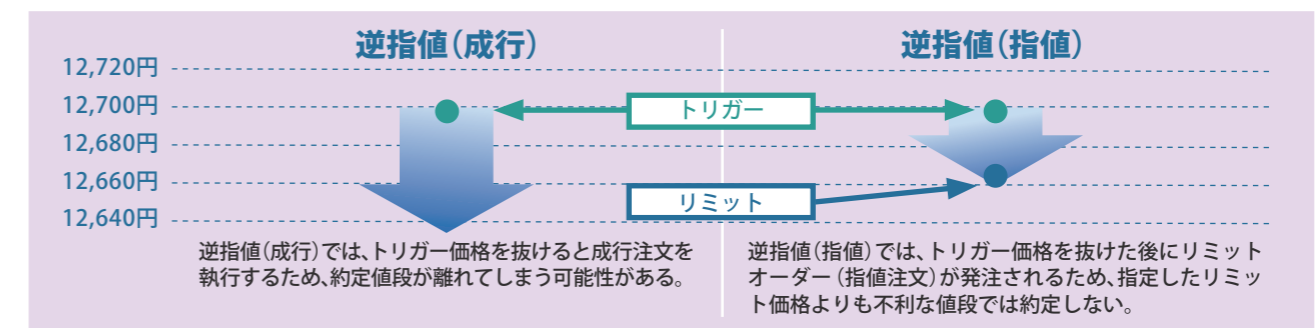 逆指値（成行）
逆指値（指値）
12,720円
12,700円
12,680円
12,660円
12,640円
トリガー
リミット
逆指値（成行）では、トリガー価格を抜けると成行注文を
執行するため、約定値段が離れてしまう可能性がある。
逆指値（指値）では、トリガー価格を抜けた後にリミット
オーダー（指値注文）が発注されるため、指定したリミッ
ト価格よりも不利な値段では約定しない。